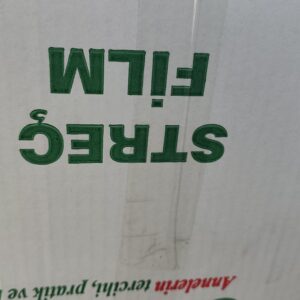 Annelerin tercihi, pratik ve
STREÇ
FİLM